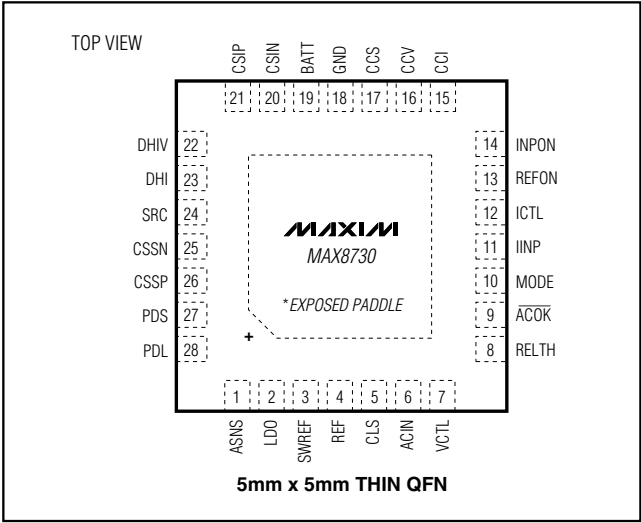 TOP VIEW
CSIP
CSIN
BATT
GND
CCS
CCV
CCI
21 20 19 18 17 16 15
DHIV 22
DHI 23
SRC 24
CSSN 25
CSSP 26
PDS 27
PDL 28
14 INPON
13 REFON
12 ICTL
11 IINP
10 MODE
9 A̅C̅O̅K̅
8 RELTH
MAXIM
MAX8730
*EXPOSED PADDLE
+
1 2 3 4 5 6 7
ASNS
LDO
SWREF
REF
CLS
ACIN
VCTL
5mm x 5mm THIN QFN